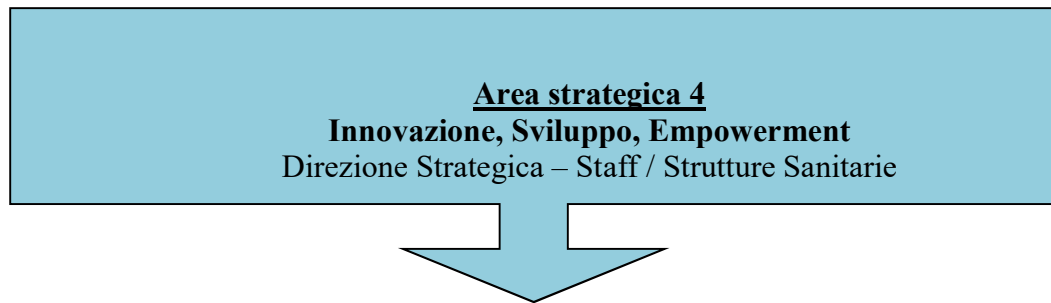 Area strategica 4
Innovazione, Sviluppo, Empowerment
Direzione Strategica – Staff / Strutture Sanitarie